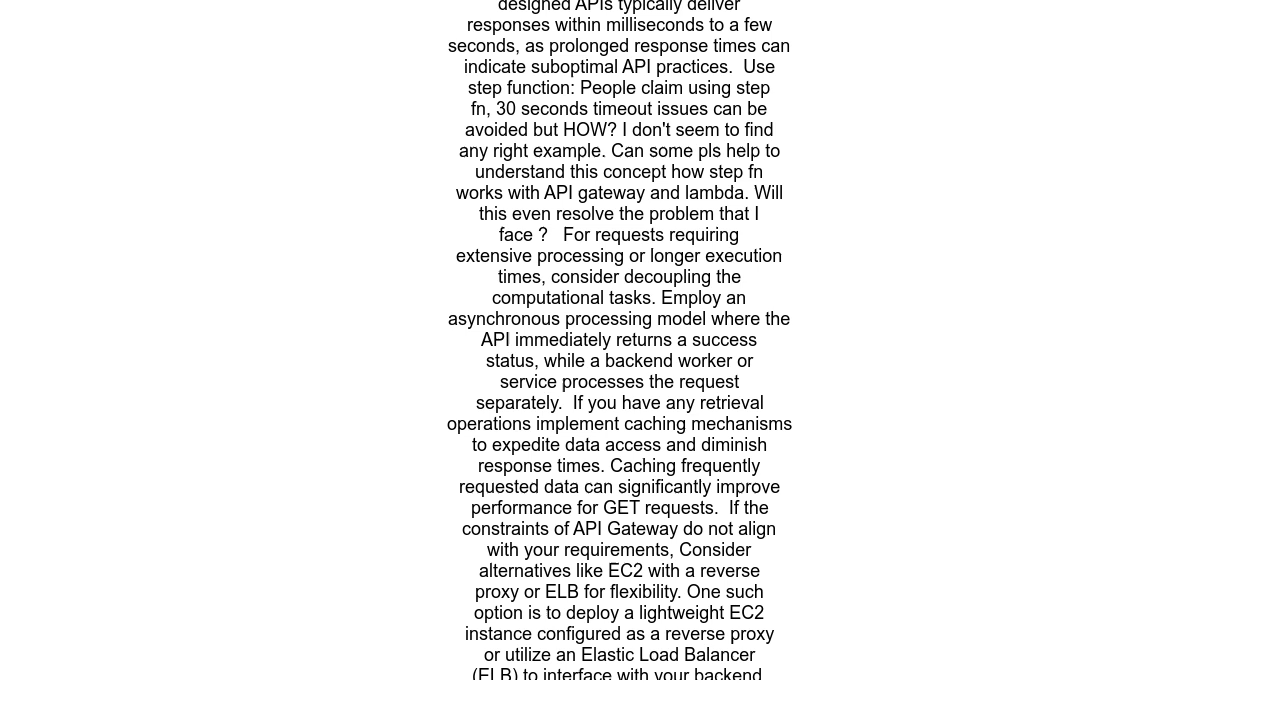 designed APIs typically deliver
responses within milliseconds to a few
seconds, as prolonged response times can
indicate suboptimal API practices.  Use
step function: People claim using step
fn, 30 seconds timeout issues can be
avoided but HOW? I don't seem to find
any right example. Can some pls help to
understand this concept how step fn
works with API gateway and lambda. Will
this even resolve the problem that I
face ?   For requests requiring
extensive processing or longer execution
times, consider decoupling the
computational tasks. Employ an
asynchronous processing model where the
API immediately returns a success
status, while a backend worker or
service processes the request
separately.  If you have any retrieval
operations implement caching mechanisms
to expedite data access and diminish
response times. Caching frequently
requested data can significantly improve
performance for GET requests.  If the
constraints of API Gateway do not align
with your requirements, Consider
alternatives like EC2 with a reverse
proxy or ELB for flexibility. One such
option is to deploy a lightweight EC2
instance configured as a reverse proxy
or utilize an Elastic Load Balancer
(ELB) to interface with your backend